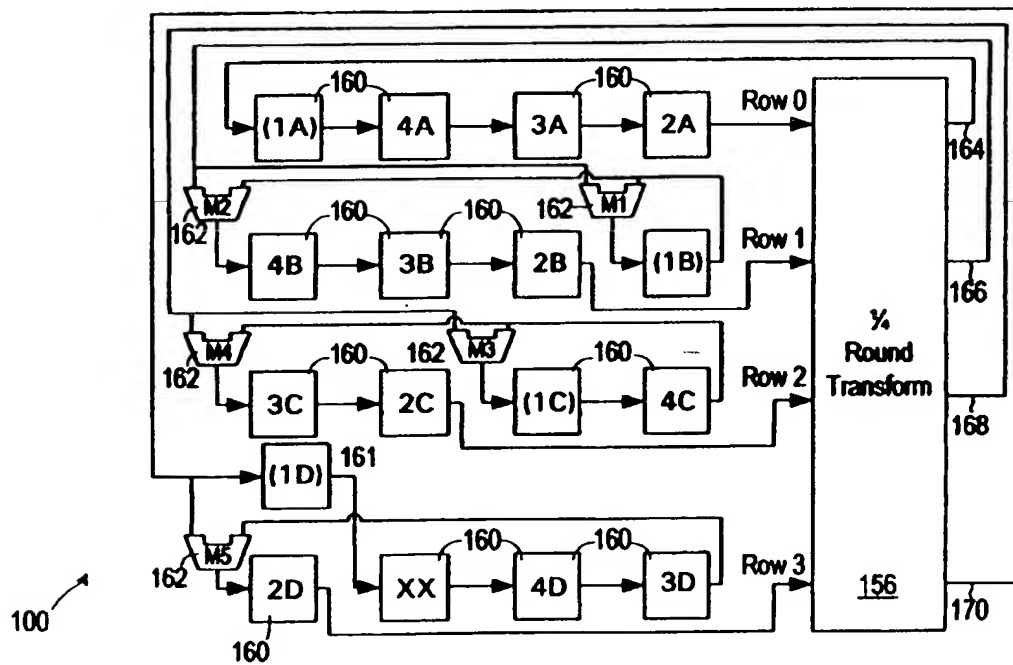 160 160
(1A) 4A 3A 2A Row 0
164
M2 M1
162 160 160 162
4B 3B 2B (1B) Row 1
166
M4 M3
162 160 162 160
3C 2C (1C) 4C Row 2
168
¼
Round
Transform
(1D) 161
M5
162 160 160
2D XX 4D 3D Row 3
160
156
170
100